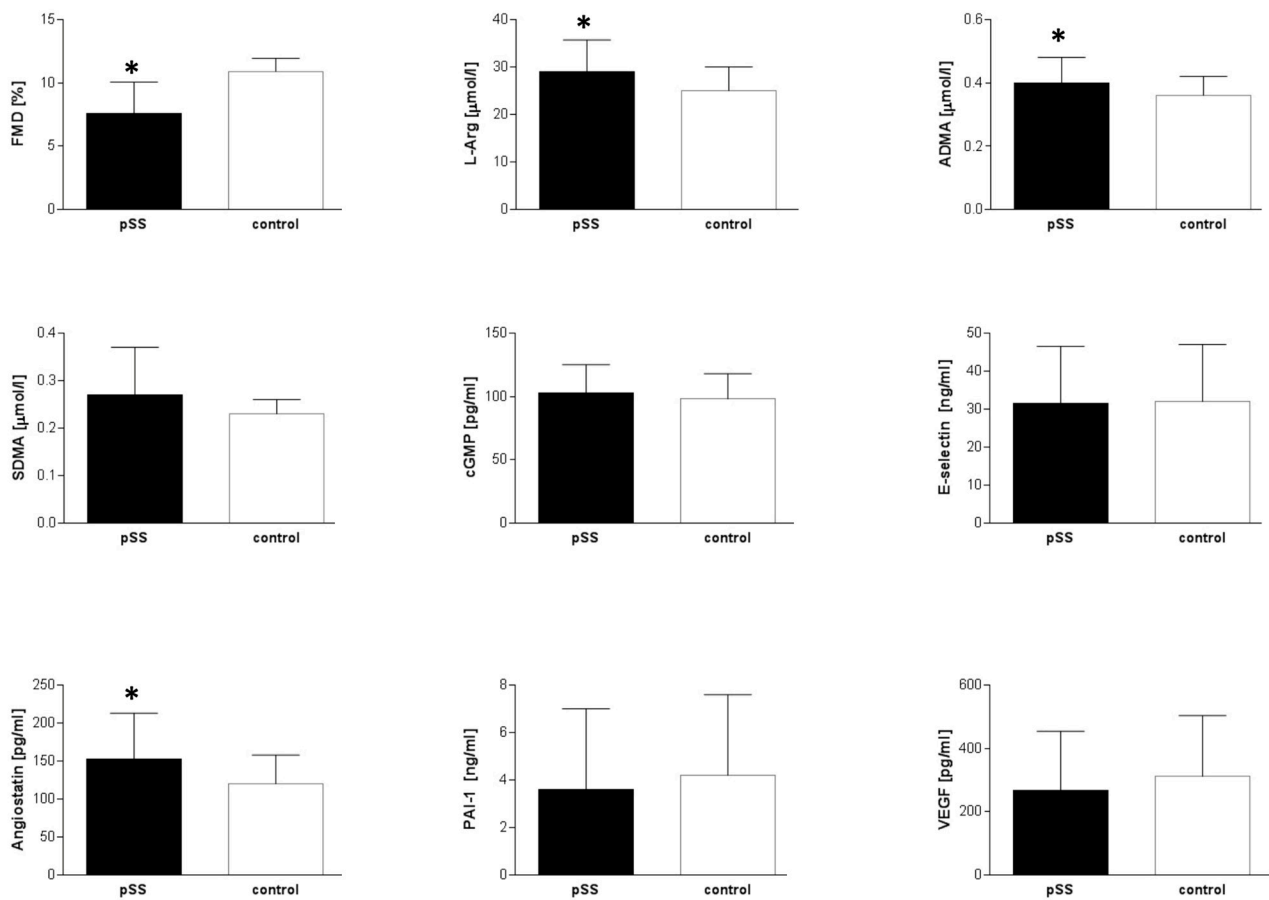 15
10
5
0
FMD [%]
*
pSS
control
40
30
20
10
0
L-Arg [µmol/l]
*
pSS
control
0.6
0.4
0.2
0.0
ADMA [µmol/l]
*
pSS
control
0.4
0.3
0.2
0.1
0.0
SDMA [µmol/l]
pSS
control
150
100
50
0
cGMP [pg/ml]
pSS
control
50
40
30
20
10
0
E-selectin [ng/ml]
pSS
control
250
200
150
100
50
0
Angiostatin [pg/ml]
*
pSS
control
8
6
4
2
0
PAI-1 [ng/ml]
pSS
control
600
400
200
0
VEGF [pg/ml]
pSS
control